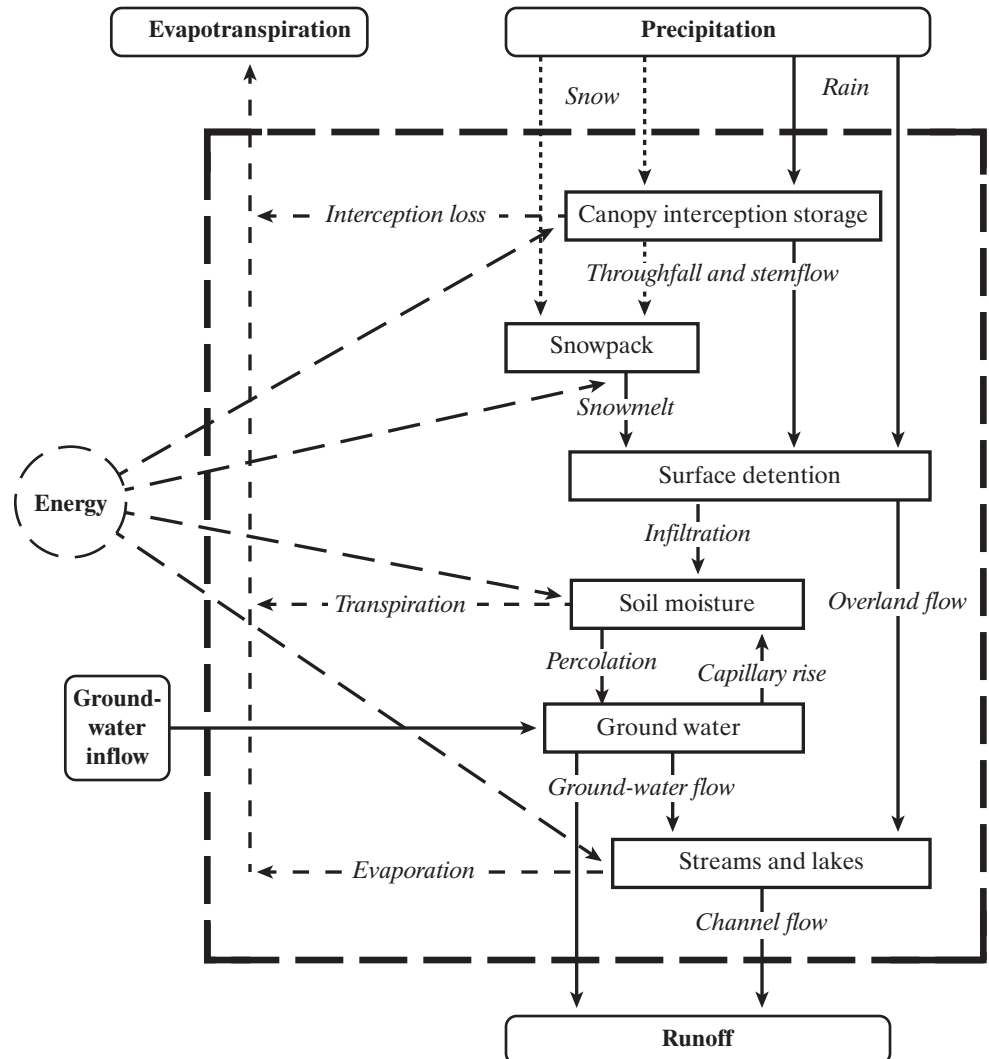 Evapotranspiration
Precipitation
Snow
Rain
Interception loss
Canopy interception storage
Throughfall and stemflow
Snowpack
Snowmelt
Surface detention
Energy
Infiltration
Transpiration
Soil moisture
Overland flow
Percolation
Capillary rise
Ground-
water
inflow
Ground water
Ground-water flow
Evaporation
Streams and lakes
Channel flow
Runoff